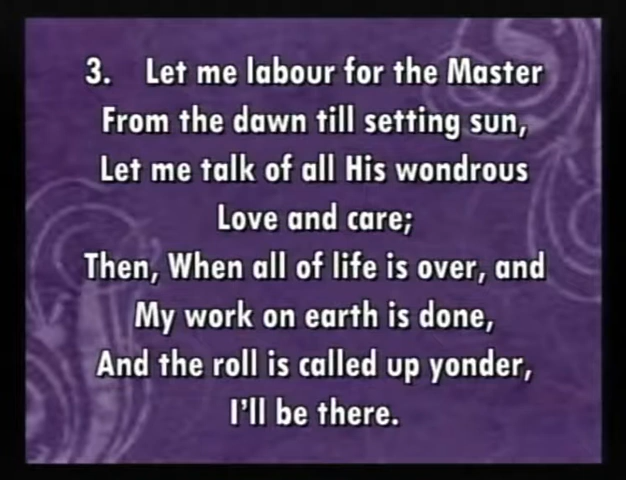 3. Let me labour for the Master
From the dawn till setting sun,
Let me talk of all His wondrous
Love and care;
Then, When all of life is over, and
My work on earth is done,
And the roll is called up yonder,
I'll be there.